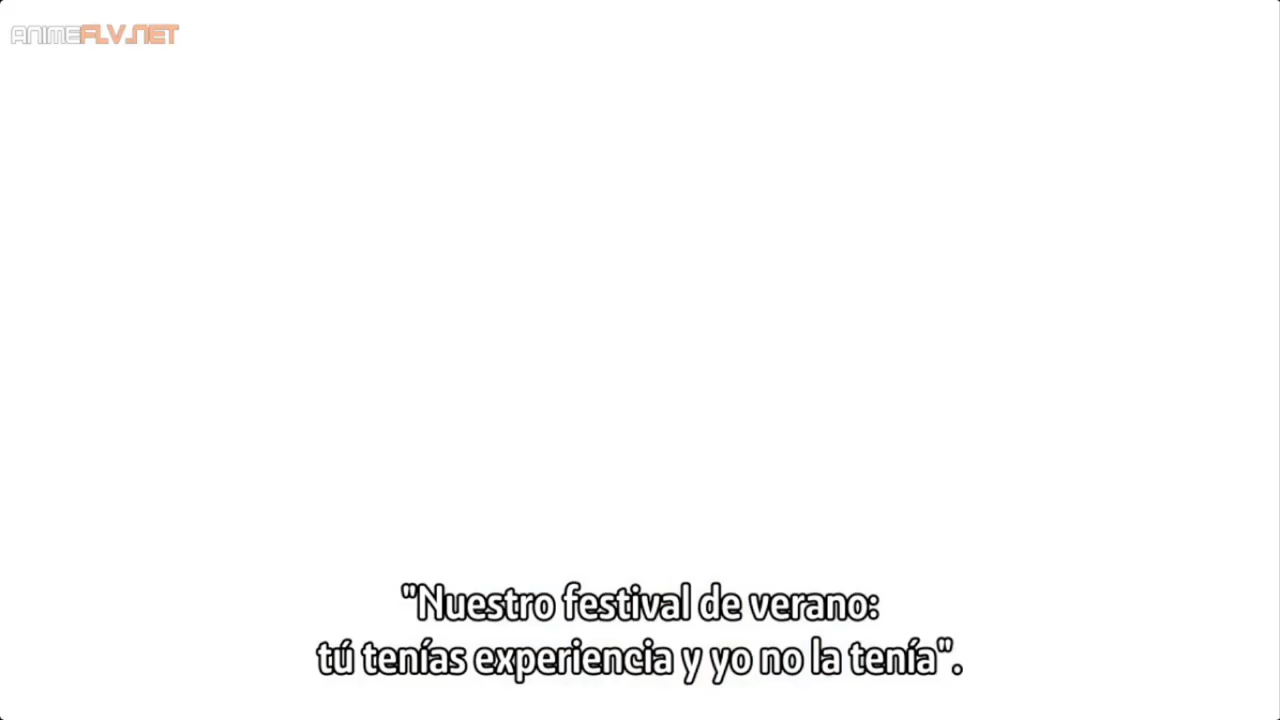 ANIMEFLV.NET
"Nuestro festival de verano:
tú tenías experiencia y yo no la tenía".